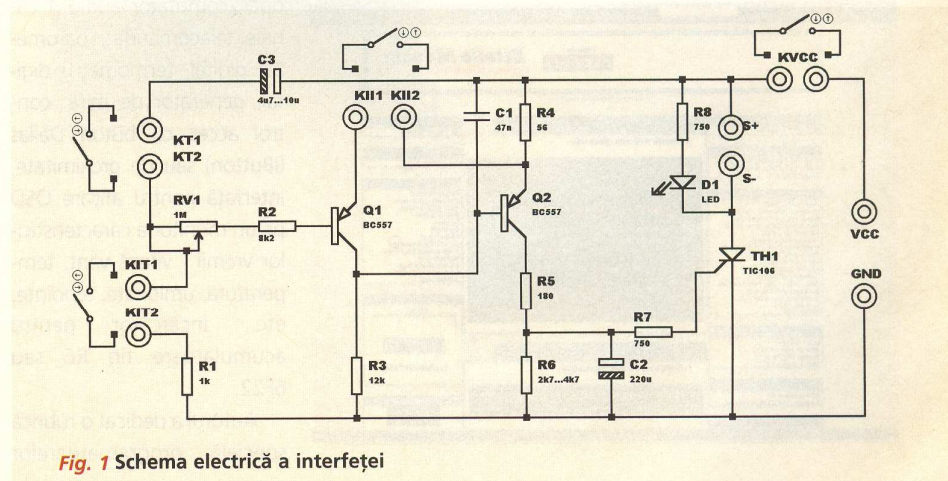 C3
4u7...10u
KT1
KT2
RV1
1M
R2
8k2
KIT1
KIT2
R1
1k
KII1 KII2
Q1
BC557
R3
12k
C1
47n
R4
56
Q2
BC557
R5
180
R6
2k7...4k7
C2
220u
R7
750
R8
750
D1
LED
S+
S-
TH1
TIC106
KVCC
VCC
GND
Fig. 1 Schema electrică a interfeței